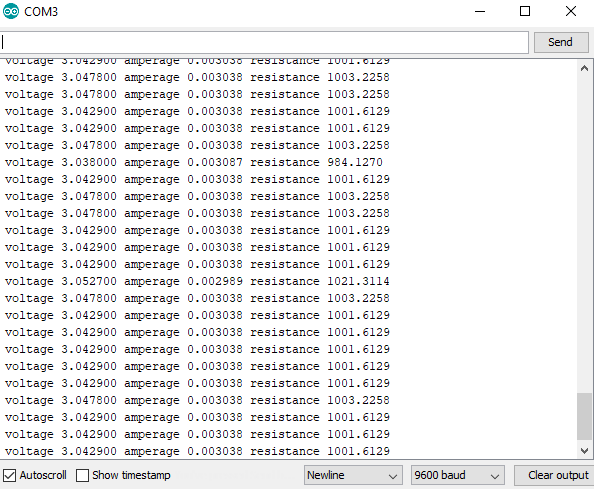 COM3
Send
voltage 3.042900 amperage 0.003038 resistance 1001.6129
voltage 3.047800 amperage 0.003038 resistance 1003.2258
voltage 3.047800 amperage 0.003038 resistance 1003.2258
voltage 3.042900 amperage 0.003038 resistance 1001.6129
voltage 3.042900 amperage 0.003038 resistance 1001.6129
voltage 3.047800 amperage 0.003038 resistance 1003.2258
voltage 3.038000 amperage 0.003087 resistance 984.1270
voltage 3.042900 amperage 0.003038 resistance 1001.6129
voltage 3.047800 amperage 0.003038 resistance 1003.2258
voltage 3.047800 amperage 0.003038 resistance 1003.2258
voltage 3.042900 amperage 0.003038 resistance 1001.6129
voltage 3.042900 amperage 0.003038 resistance 1001.6129
voltage 3.042900 amperage 0.003038 resistance 1001.6129
voltage 3.052700 amperage 0.002989 resistance 1021.3114
voltage 3.047800 amperage 0.003038 resistance 1003.2258
voltage 3.042900 amperage 0.003038 resistance 1001.6129
voltage 3.042900 amperage 0.003038 resistance 1001.6129
voltage 3.042900 amperage 0.003038 resistance 1001.6129
voltage 3.042900 amperage 0.003038 resistance 1001.6129
voltage 3.042900 amperage 0.003038 resistance 1001.6129
voltage 3.047800 amperage 0.003038 resistance 1003.2258
voltage 3.042900 amperage 0.003038 resistance 1001.6129
voltage 3.042900 amperage 0.003038 resistance 1001.6129
voltage 3.042900 amperage 0.003038 resistance 1001.6129
Autoscroll Show timestamp Newline 9600 baud Clear output